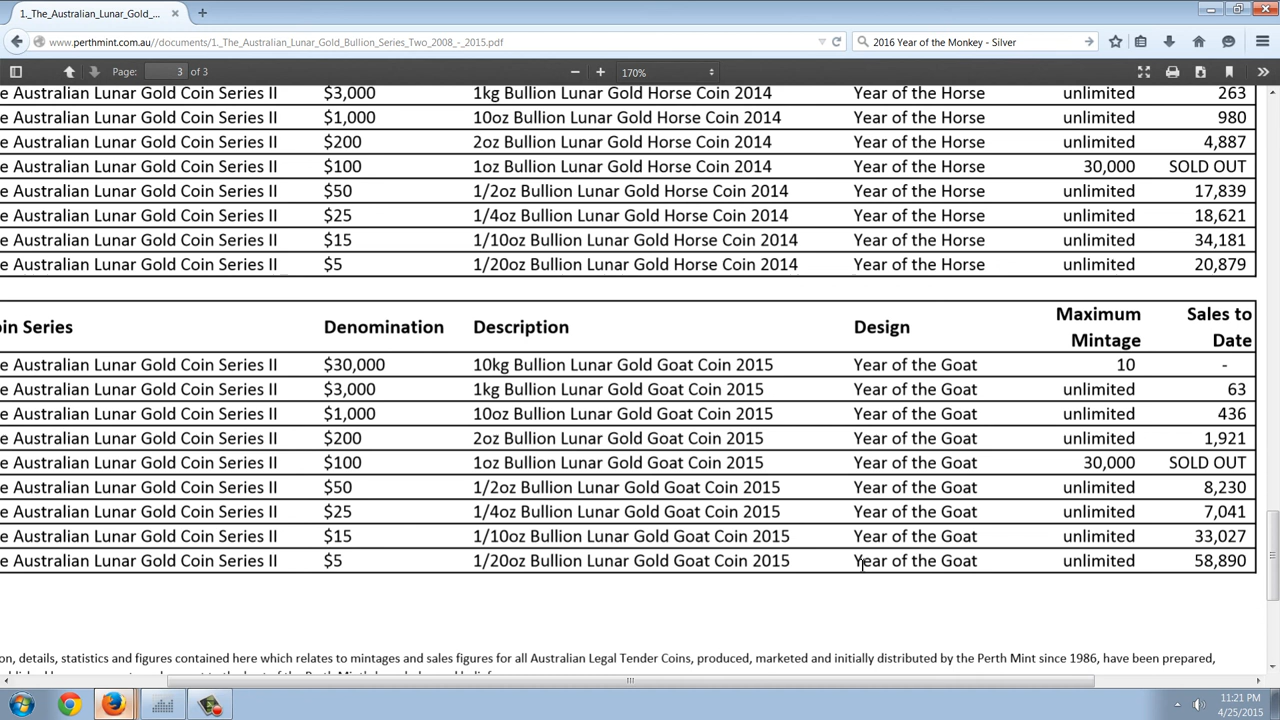 1._The_Australian_Lunar_Gold_...
www.perthmint.com.au//documents/1._The_Australian_Lunar_Gold_Bullion_Series_Two_2008_-_2015.pdf
2016 Year of the Monkey - Silver
Page: 3 of 3
170%
e Australian Lunar Gold Coin Series II $3,000 1kg Bullion Lunar Gold Horse Coin 2014 Year of the Horse unlimited 263
e Australian Lunar Gold Coin Series II $1,000 10oz Bullion Lunar Gold Horse Coin 2014 Year of the Horse unlimited 980
e Australian Lunar Gold Coin Series II $200 2oz Bullion Lunar Gold Horse Coin 2014 Year of the Horse unlimited 4,887
e Australian Lunar Gold Coin Series II $100 1oz Bullion Lunar Gold Horse Coin 2014 Year of the Horse 30,000 SOLD OUT
e Australian Lunar Gold Coin Series II $50 1/2oz Bullion Lunar Gold Horse Coin 2014 Year of the Horse unlimited 17,839
e Australian Lunar Gold Coin Series II $25 1/4oz Bullion Lunar Gold Horse Coin 2014 Year of the Horse unlimited 18,621
e Australian Lunar Gold Coin Series II $15 1/10oz Bullion Lunar Gold Horse Coin 2014 Year of the Horse unlimited 34,181
e Australian Lunar Gold Coin Series II $5 1/20oz Bullion Lunar Gold Horse Coin 2014 Year of the Horse unlimited 20,879
oin Series Denomination Description Design Maximum Mintage Sales to Date
e Australian Lunar Gold Coin Series II $30,000 10kg Bullion Lunar Gold Goat Coin 2015 Year of the Goat 10 -
e Australian Lunar Gold Coin Series II $3,000 1kg Bullion Lunar Gold Goat Coin 2015 Year of the Goat unlimited 63
e Australian Lunar Gold Coin Series II $1,000 10oz Bullion Lunar Gold Goat Coin 2015 Year of the Goat unlimited 436
e Australian Lunar Gold Coin Series II $200 2oz Bullion Lunar Gold Goat Coin 2015 Year of the Goat unlimited 1,921
e Australian Lunar Gold Coin Series II $100 1oz Bullion Lunar Gold Goat Coin 2015 Year of the Goat 30,000 SOLD OUT
e Australian Lunar Gold Coin Series II $50 1/2oz Bullion Lunar Gold Goat Coin 2015 Year of the Goat unlimited 8,230
e Australian Lunar Gold Coin Series II $25 1/4oz Bullion Lunar Gold Goat Coin 2015 Year of the Goat unlimited 7,041
e Australian Lunar Gold Coin Series II $15 1/10oz Bullion Lunar Gold Goat Coin 2015 Year of the Goat unlimited 33,027
e Australian Lunar Gold Coin Series II $5 1/20oz Bullion Lunar Gold Goat Coin 2015 Year of the Goat unlimited 58,890
on, details, statistics and figures contained here which relates to mintages and sales figures for all Australian Legal Tender Coins, produced, marketed and initially distributed by the Perth Mint since 1986, have been prepared,
11:21 PM
4/25/2015